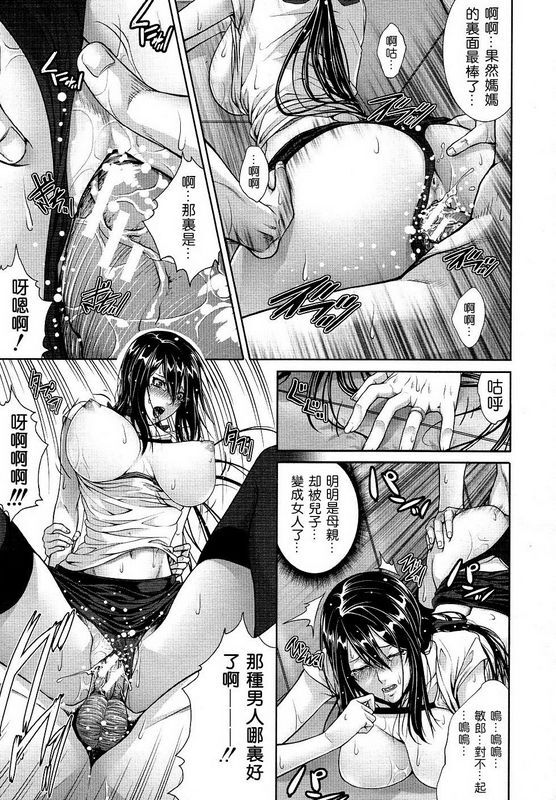 啊啊…果然媽媽
的裏面最棒了…
啊咕…
…啊啊
啊啊…
啊…那裏是…
呀嗯啊！
咕呼
明明是母親…
却被兒子
變成女人了…
嗚…嗚嗚
敏郎…對不…起
嗚嗚…
呀啊啊啊!!!
那種男人哪裏好
了啊———!!